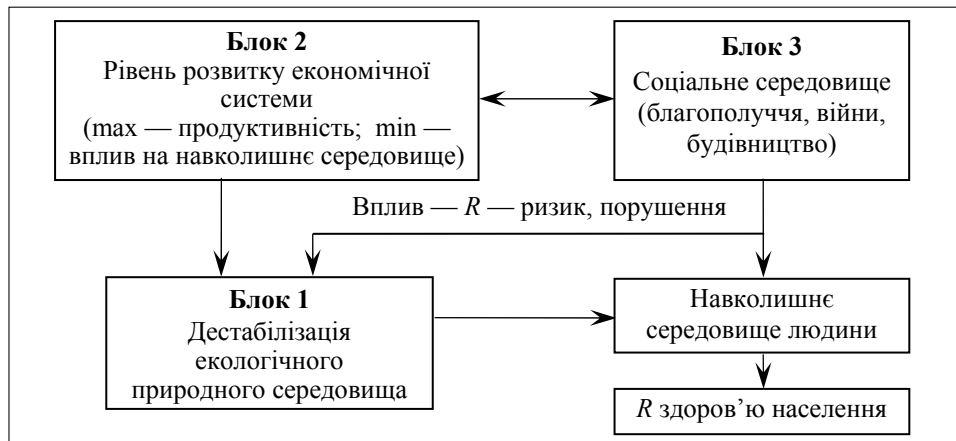 Блок 2
Рівень розвитку економічної
системи
(max — продуктивність; min —
вплив на навколишнє середовище)
Блок 3
Соціальне середовище
(благополуччя, війни,
будівництво)
Вплив — R — ризик, порушення
Блок 1
Дестабілізація
екологічного
природного середовища
Навколишнє
середовище людини
R здоров’ю населення